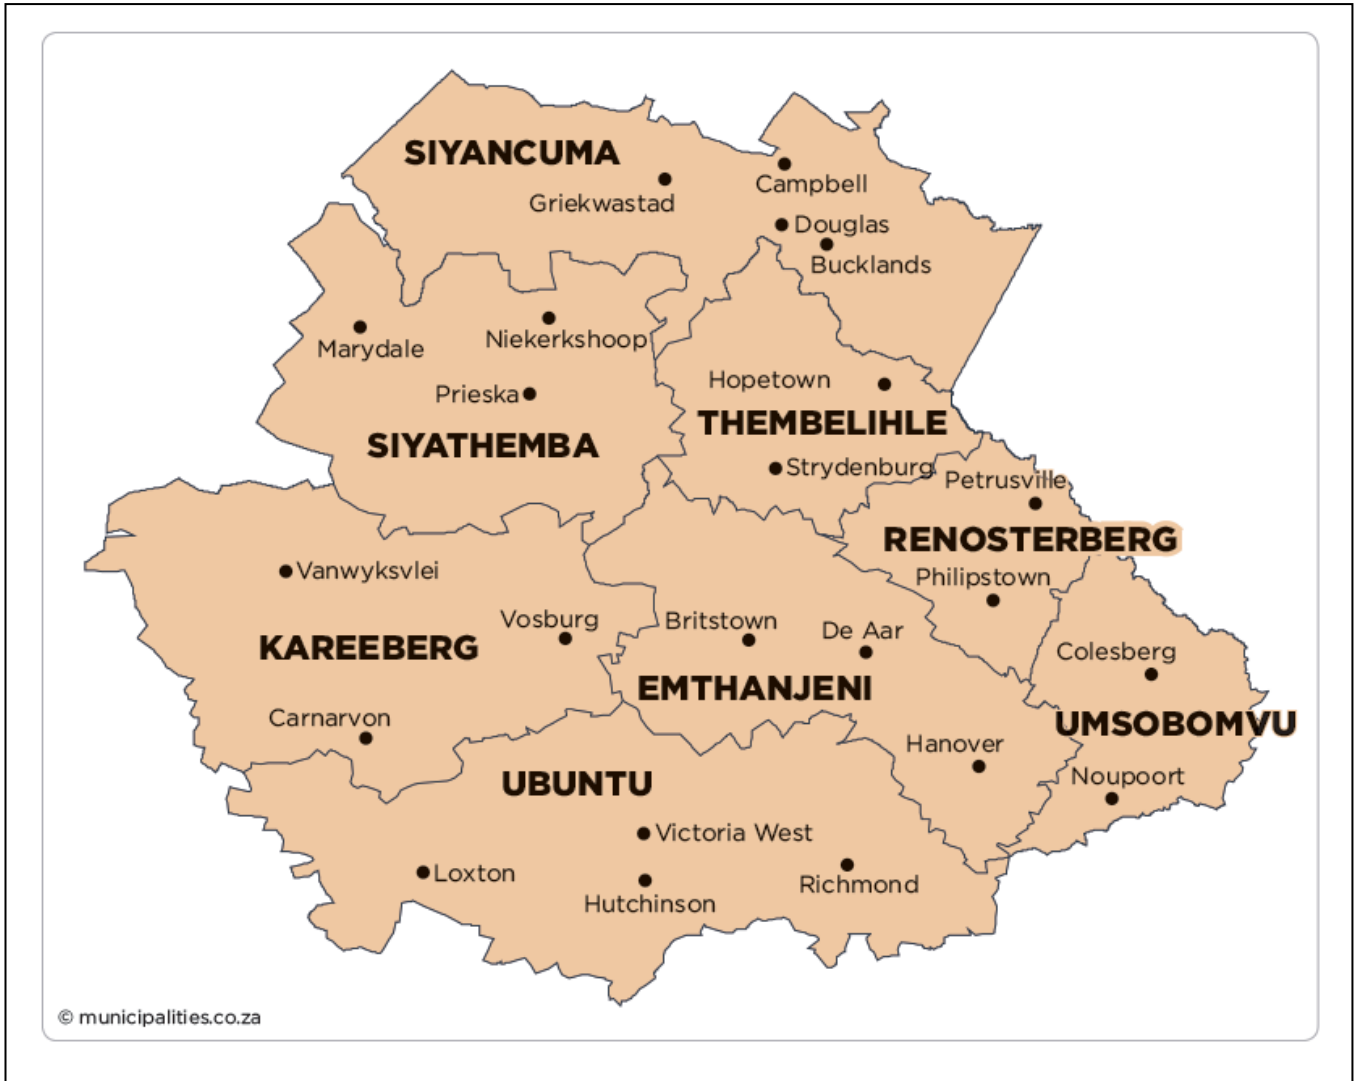 SIYANCUMA
Campbell
Griekwastad
Douglas
Bucklands
Niekerkshoop
Marydale
Hopetown
Prieska
THEMBELIHLE
SIYATHEMBA
Strydenburg
Petrusville
RENOSTERBERG
Vanwyksvlei
Philipstown
Vosburg
Britstown
De Aar
KAREEBERG
Colesberg
EMTHANJENI
Carnarvon
UMSOBOMVU
Hanover
UBUNTU
Noupoort
Victoria West
Loxton
Richmond
Hutchinson
© municipalities.co.za